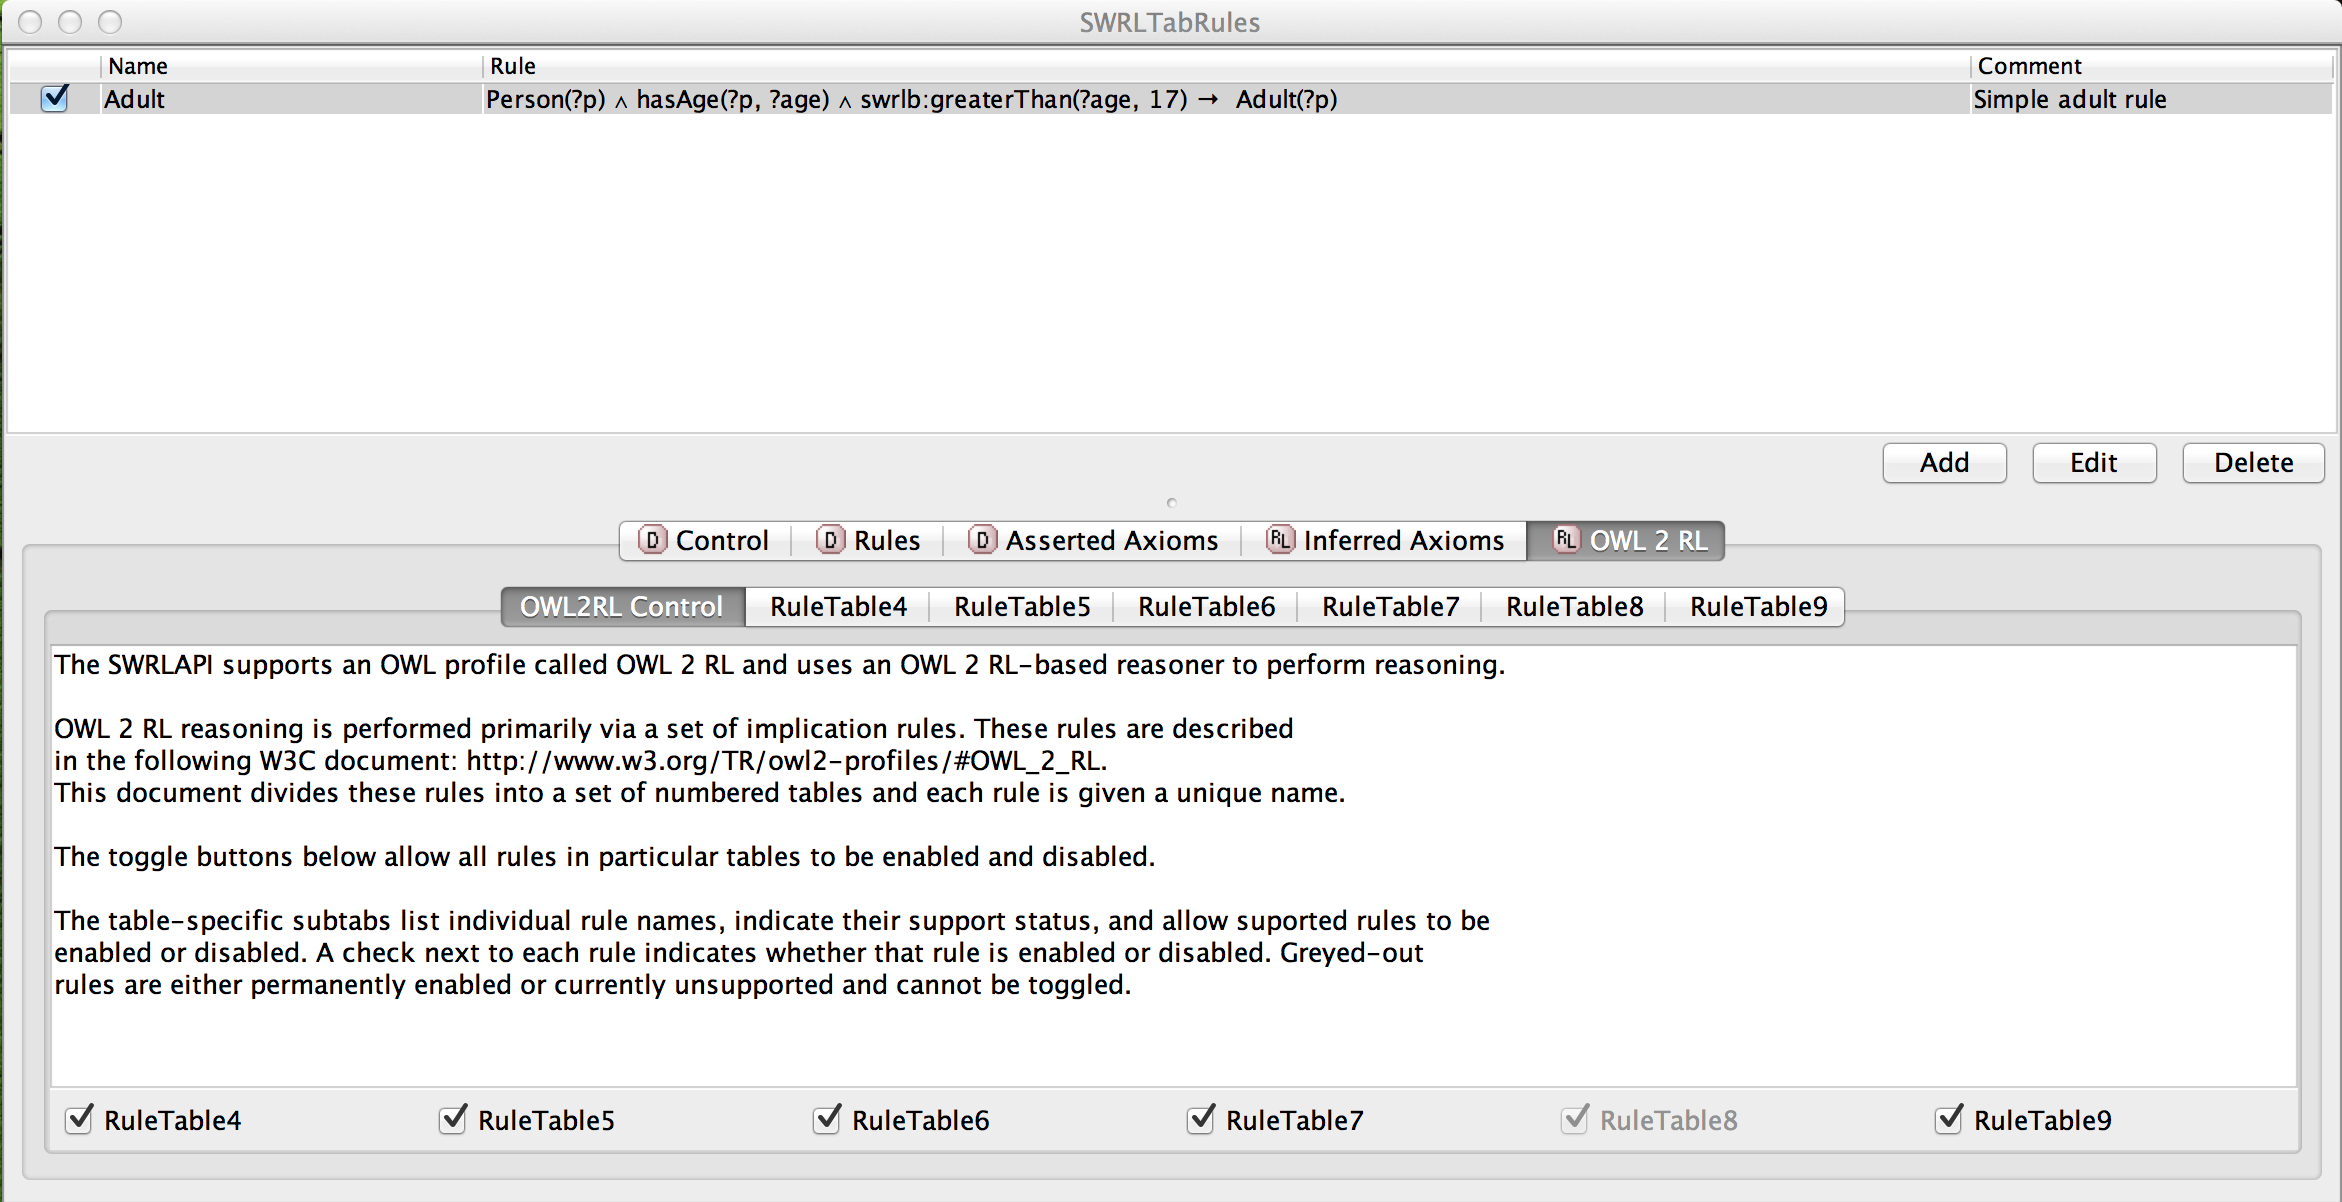 SWRLTabRules
Name Rule Comment
Adult Person(?p) ∧ hasAge(?p, ?age) ∧ swrlb:greaterThan(?age, 17) → Adult(?p) Simple adult rule
Add Edit Delete
D Control D Rules D Asserted Axioms RL Inferred Axioms RL OWL 2 RL
OWL2RL Control RuleTable4 RuleTable5 RuleTable6 RuleTable7 RuleTable8 RuleTable9
The SWRLAPI supports an OWL profile called OWL 2 RL and uses an OWL 2 RL-based reasoner to perform reasoning.
OWL 2 RL reasoning is performed primarily via a set of implication rules. These rules are described
in the following W3C document: http://www.w3.org/TR/owl2-profiles/#OWL_2_RL.
This document divides these rules into a set of numbered tables and each rule is given a unique name.
The toggle buttons below allow all rules in particular tables to be enabled and disabled.
The table-specific subtabs list individual rule names, indicate their support status, and allow suported rules to be
enabled or disabled. A check next to each rule indicates whether that rule is enabled or disabled. Greyed-out
rules are either permanently enabled or currently unsupported and cannot be toggled.
RuleTable4 RuleTable5 RuleTable6 RuleTable7 RuleTable8 RuleTable9